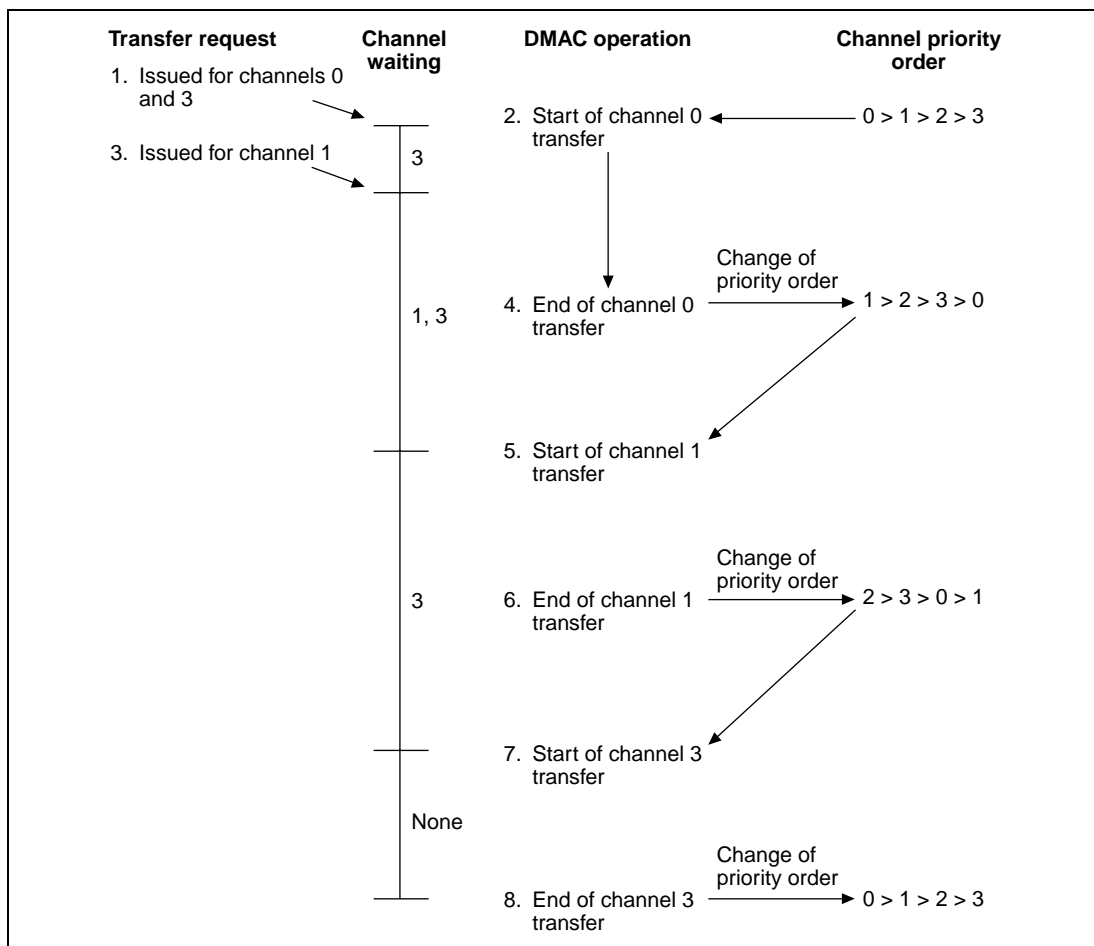 Transfer request
Channel
waiting
DMAC operation
Channel priority
order
1. Issued for channels 0
and 3
2. Start of channel 0
transfer
0 > 1 > 2 > 3
3. Issued for channel 1
3
Change of
priority order
4. End of channel 0
transfer
1 > 2 > 3 > 0
1, 3
5. Start of channel 1
transfer
Change of
priority order
3
6. End of channel 1
transfer
2 > 3 > 0 > 1
7. Start of channel 3
transfer
None
Change of
priority order
8. End of channel 3
transfer
0 > 1 > 2 > 3